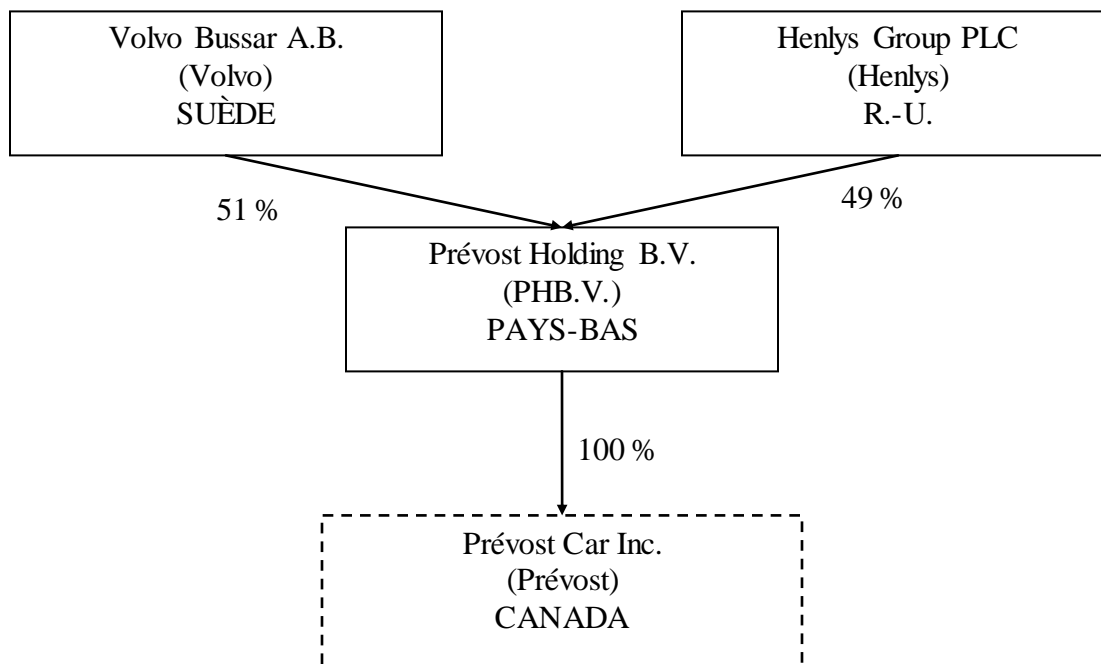 Volvo Bussar A.B.
(Volvo)
SUÈDE
Henlys Group PLC
(Henlys)
R.-U.
51 %
49 %
Prévost Holding B.V.
(PHB.V.)
PAYS-BAS
100 %
Prévost Car Inc.
(Prévost)
CANADA